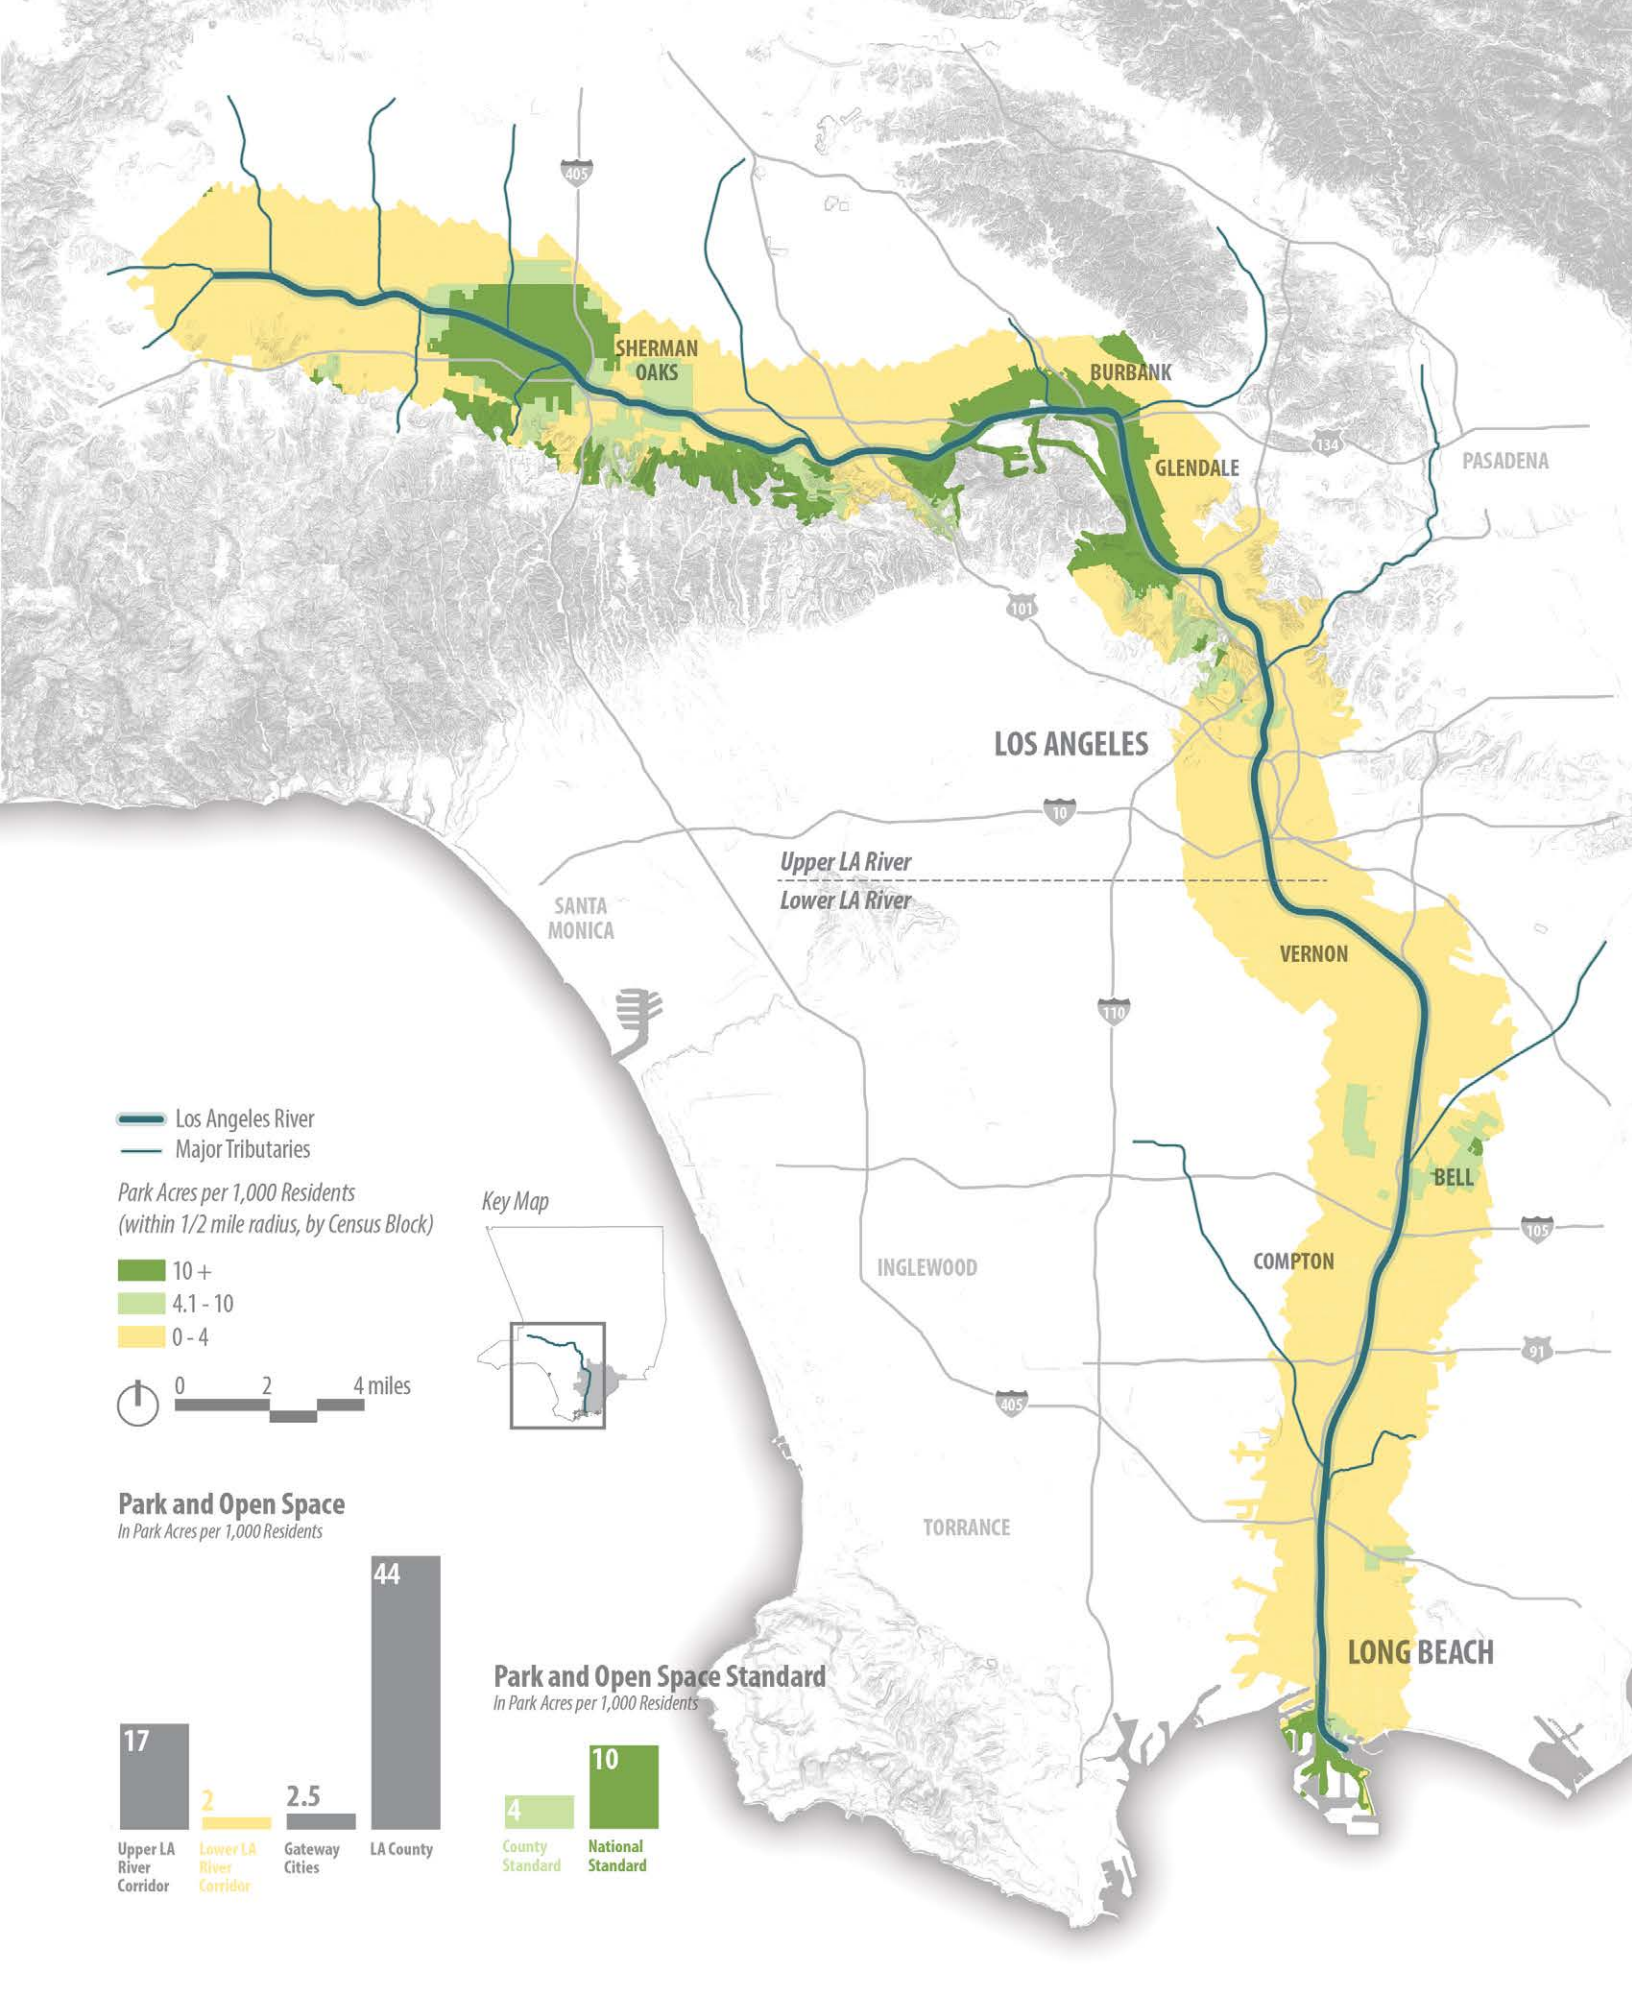 405
SHERMAN
OAKS
BURBANK
GLENDALE
134
PASADENA
101
LOS ANGELES
10
Upper LA River
Lower LA River
SANTA
MONICA
VERNON
110
Los Angeles River
Major Tributaries
Park Acres per 1,000 Residents
(within 1/2 mile radius, by Census Block)
10 +
4.1 - 10
0 - 4
0 2 4 miles
Key Map
BELL
105
INGLEWOOD
COMPTON
91
405
TORRANCE
LONG BEACH
Park and Open Space
In Park Acres per 1,000 Residents
17
2
2.5
44
Upper LA
River
Corridor
Lower LA
River
Corridor
Gateway
Cities
LA County
Park and Open Space Standard
In Park Acres per 1,000 Residents
4
10
County
Standard
National
Standard